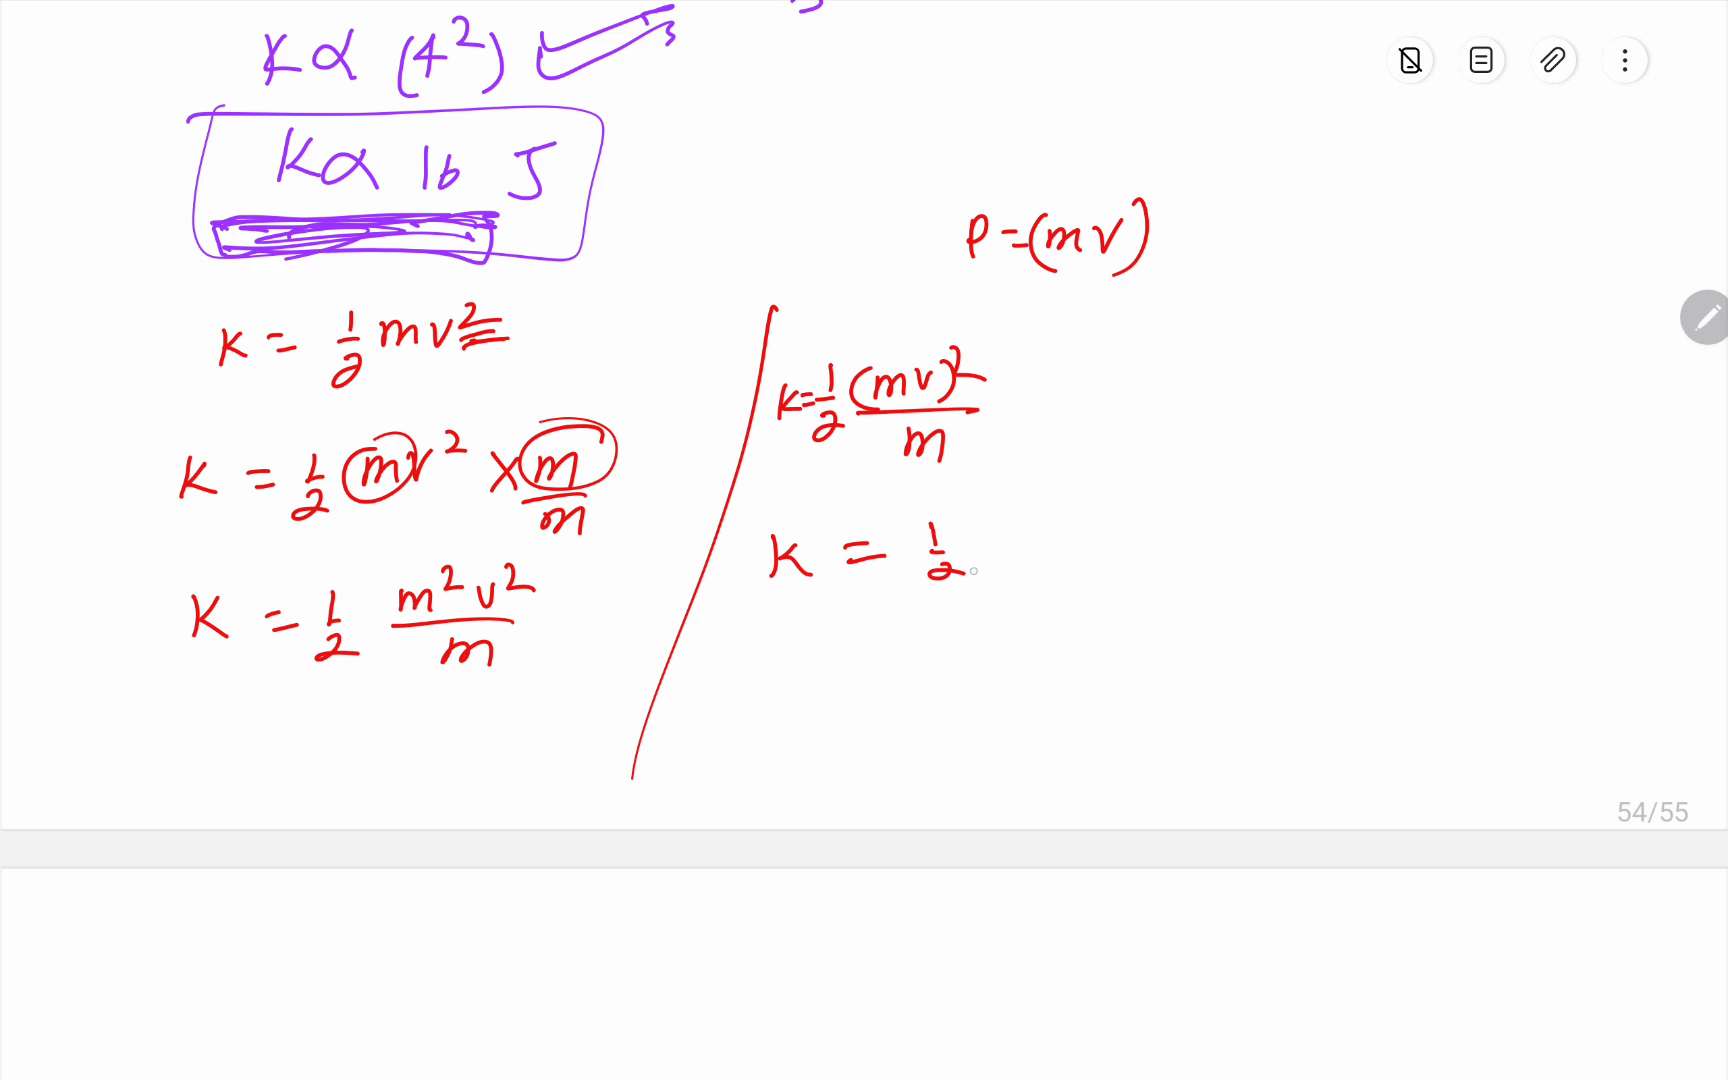 K α (4²)
K α 16 J
P = (mv)
K = 1/2 mv²
K = 1/2 mv² × m/m
K = 1/2 m²v²/m
K = 1/2 (mv)²/m
K = 1/2
54/55